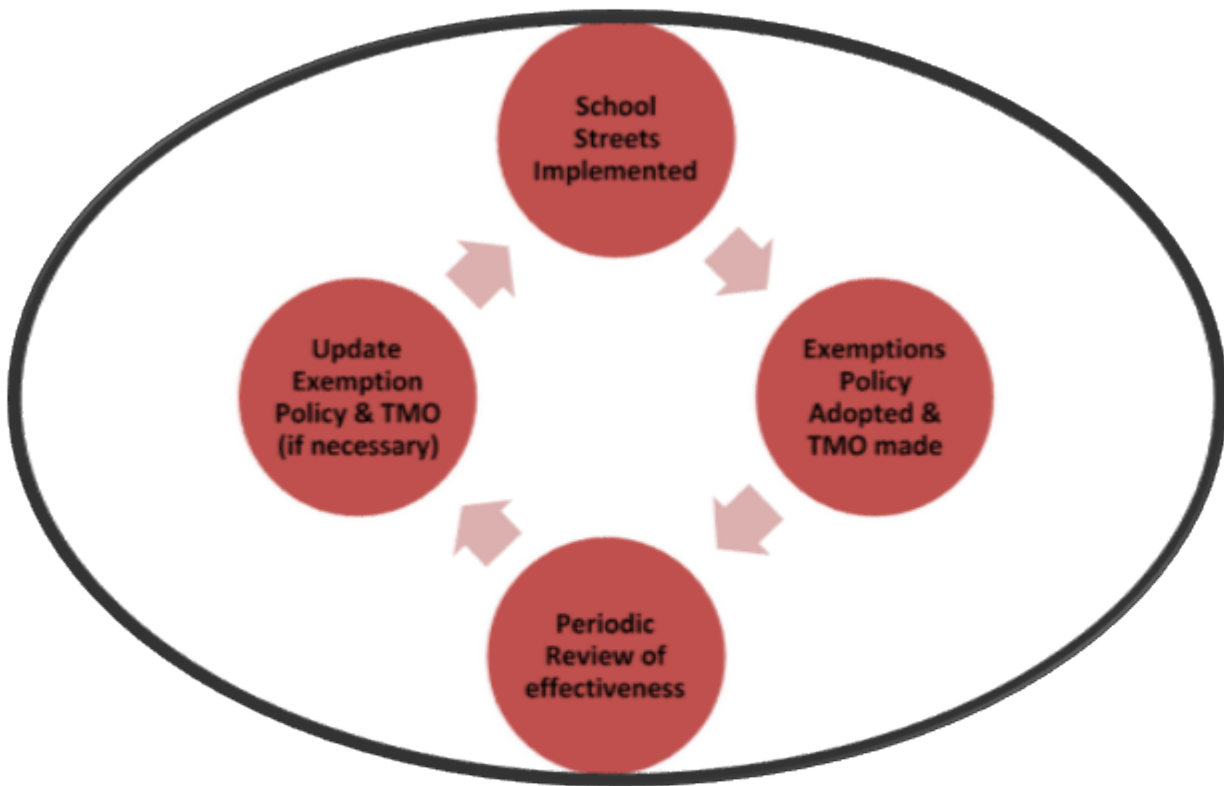 School
Streets
Implemented
Exemptions
Policy
Adopted &
TMO made
Periodic
Review of
effectiveness
Update
Exemption
Policy & TMO
(if necessary)